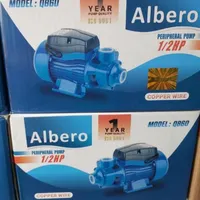 MODEL: QB60
1
YEAR
Albero
PERIPHERAL PUMP
1/2HP
COPPER WIRE
Albero
1
YEAR
MODEL: QB60
PERIPHERAL PUMP
1/2HP
COPPER WIRE